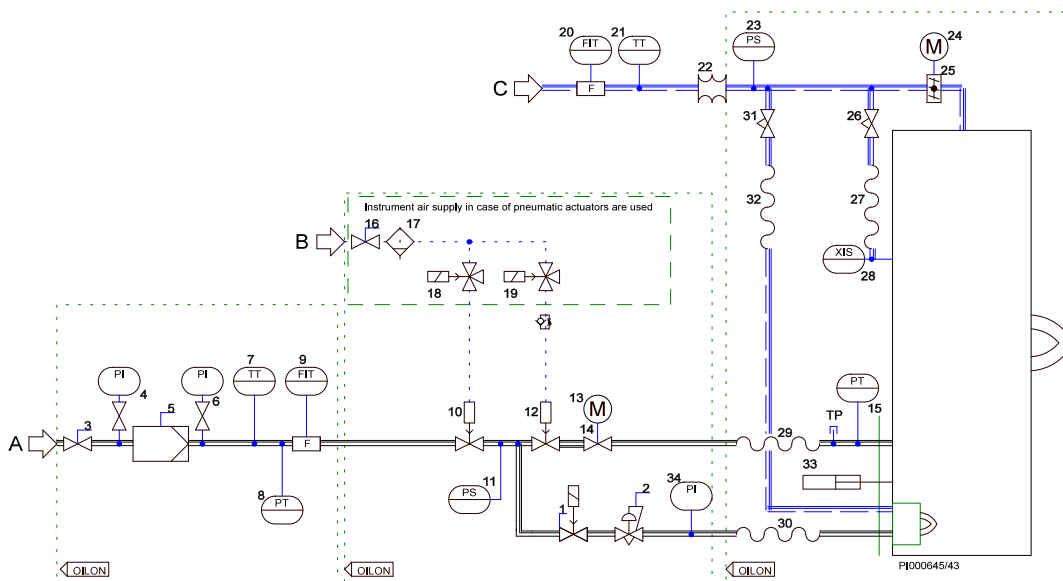 20
21
23
24
FIT
TT
PS
M
22
25
C
F
31
26
Instrument air supply in case of pneumatic actuators are used
16
17
32
27
B
XIS
18
19
28
7
9
PI
PI
TT
FIT
13
PT
4
5
6
10
12
M
15
3
14
TP
A
F
29
33
34
8
PT
PS
11
1
2
PI
30
OILON
OILON
OILON
PI000645/43